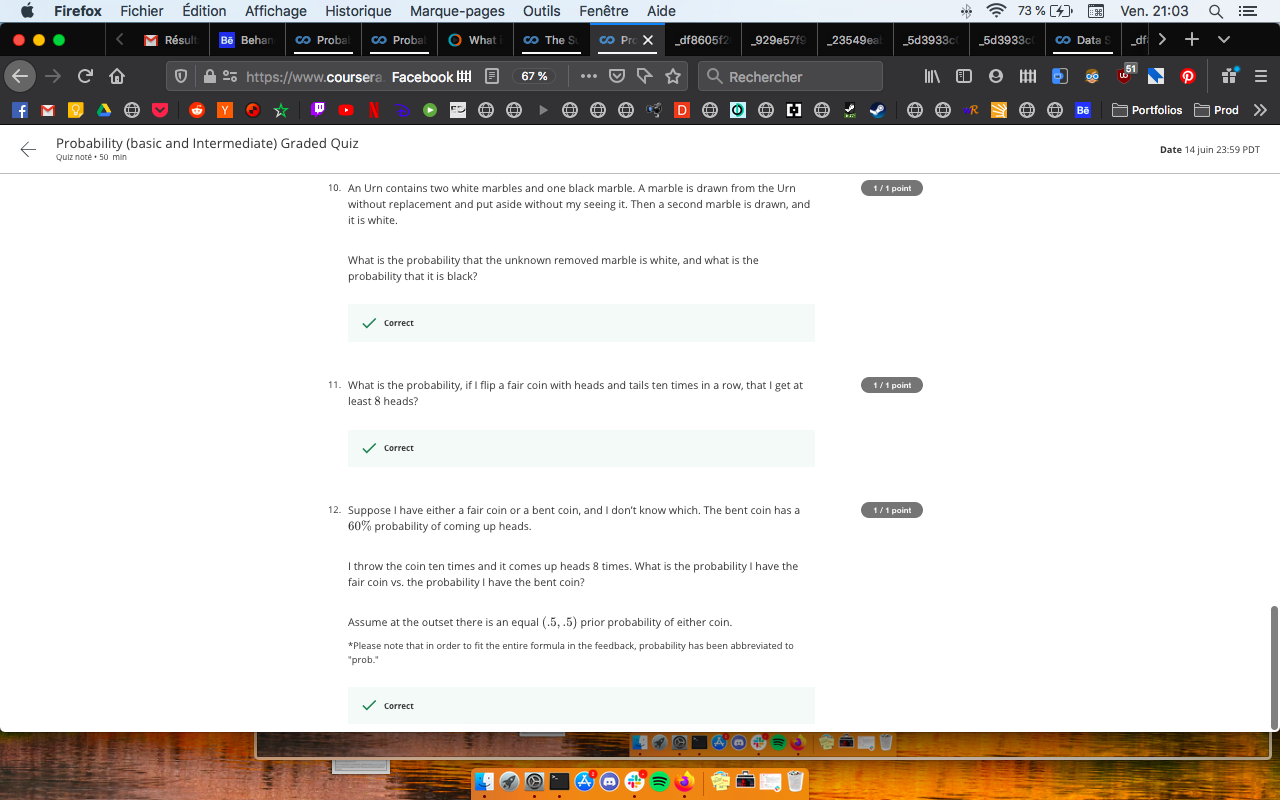 Firefox Fichier Édition Affichage Historique Marque-pages Outils Fenêtre Aide 73 % Ven. 21:03
Résult Bē Behan Proba Proba What i The Su Pro _df8605f2 _929e57f9 _23549ea _5d3933c _5d3933c Data S _df
https://www.coursera. Facebook 67 % Rechercher 51
Portfolios Prod
Probability (basic and Intermediate) Graded Quiz
Quiz noté • 50 min
Date 14 juin 23:59 PDT
10. An Urn contains two white marbles and one black marble. A marble is drawn from the Urn
without replacement and put aside without my seeing it. Then a second marble is drawn, and
it is white.
1 / 1 point
What is the probability that the unknown removed marble is white, and what is the
probability that it is black?
Correct
11. What is the probability, if I flip a fair coin with heads and tails ten times in a row, that I get at
least 8 heads?
1 / 1 point
Correct
12. Suppose I have either a fair coin or a bent coin, and I don't know which. The bent coin has a
60% probability of coming up heads.
1 / 1 point
I throw the coin ten times and it comes up heads 8 times. What is the probability I have the
fair coin vs. the probability I have the bent coin?
Assume at the outset there is an equal (.5, .5) prior probability of either coin.
*Please note that in order to fit the entire formula in the feedback, probability has been abbreviated to
"prob."
Correct